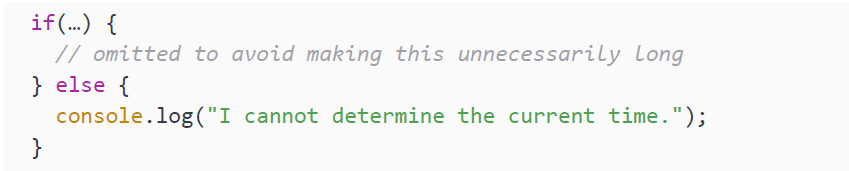 if(…) {
// omitted to avoid making this unnecessarily long
} else {
console.log("I cannot determine the current time.");
}